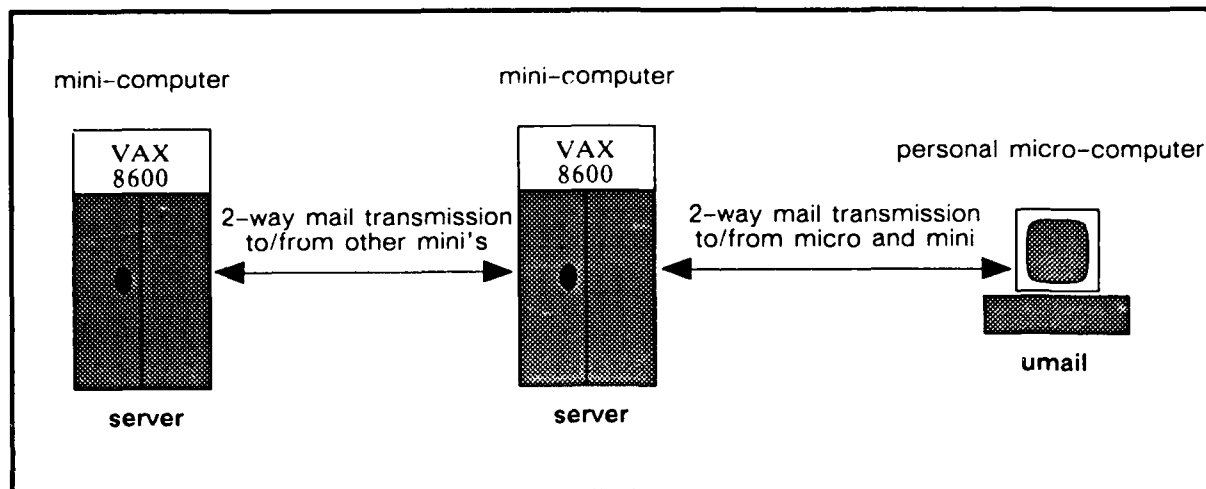 mini-computer
mini-computer
personal micro-computer
VAX
8600
VAX
8600
2-way mail transmission
to/from other mini's
2-way mail transmission
to/from micro and mini
server
server
umail